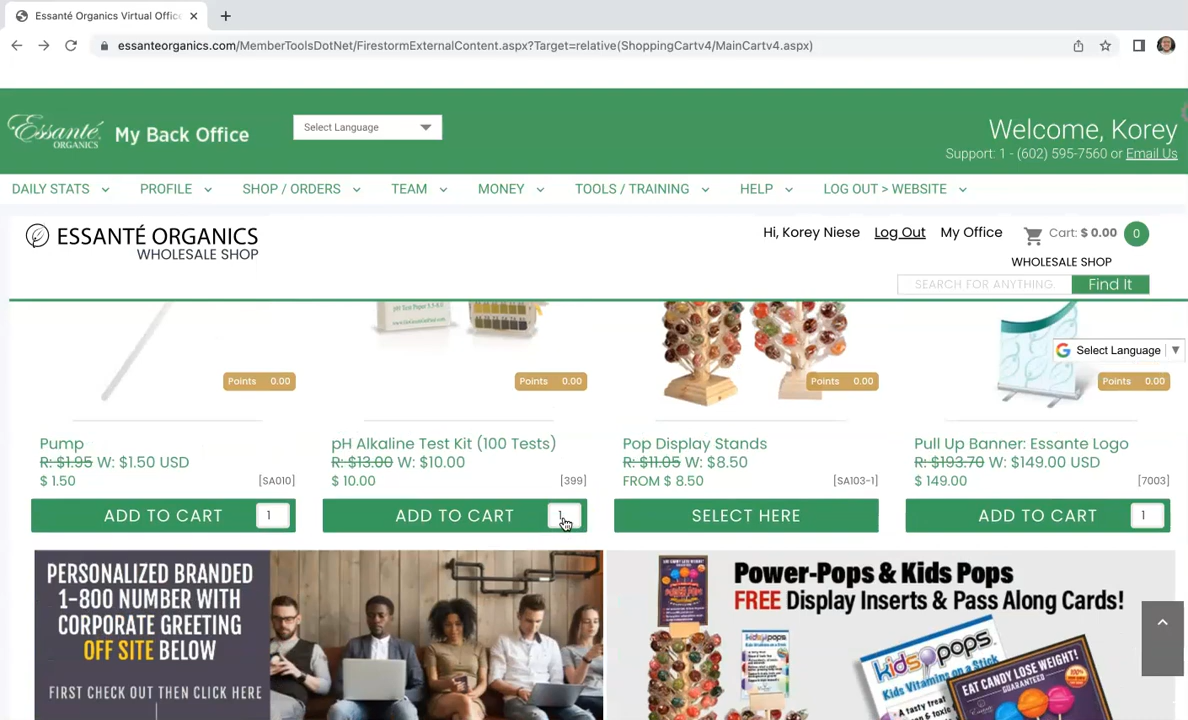 Essanté Organics Virtual Offic
essanteorganics.com/MemberToolsDotNet/FirestormExternalContent.aspx?Target=relative(ShoppingCartv4/MainCartv4.aspx)
Essanté ORGANICS My Back Office
Select Language
Welcome, Korey
Support: 1 - (602) 595-7560 or Email Us
DAILY STATS PROFILE SHOP / ORDERS TEAM MONEY TOOLS / TRAINING HELP LOG OUT > WEBSITE
ESSANTÉ ORGANICS
WHOLESALE SHOP
Hi, Korey Niese Log Out My Office Cart: $ 0.00 0
WHOLESALE SHOP
SEARCH FOR ANYTHING. Find It
Select Language
Points 0.00 Points 0.00 Points 0.00 Points 0.00
Pump
R: $1.95 W: $1.50 USD
$ 1.50 [SA010]
ADD TO CART 1
pH Alkaline Test Kit (100 Tests)
R: $13.00 W: $10.00
$ 10.00 [399]
ADD TO CART 1
Pop Display Stands
R: $11.05 W: $8.50
FROM $ 8.50 [SA103-1]
SELECT HERE
Pull Up Banner: Essante Logo
R: $193.70 W: $149.00 USD
$ 149.00 [7003]
ADD TO CART 1
PERSONALIZED BRANDED
1-800 NUMBER WITH
CORPORATE GREETING
OFF SITE BELOW
FIRST CHECK OUT THEN CLICK HERE
Power-Pops & Kids Pops
FREE Display Inserts & Pass Along Cards!
kids pops
Kids Vitamins on a Stick
EAT CANDY LOSE WEIGHT!
GUARANTEED